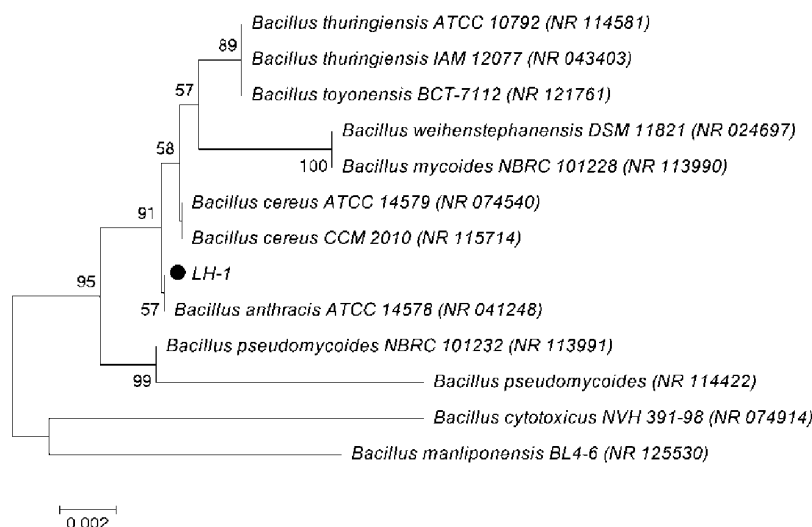 Bacillus thuringiensis ATCC 10792 (NR 114581)
89
Bacillus thuringiensis IAM 12077 (NR 043403)
57
Bacillus toyonensis BCT-7112 (NR 121761)
Bacillus weihenstephanensis DSM 11821 (NR 024697)
58
100
Bacillus mycoides NBRC 101228 (NR 113990)
Bacillus cereus ATCC 14579 (NR 074540)
91
Bacillus cereus CCM 2010 (NR 115714)
LH-1
95
57
Bacillus anthracis ATCC 14578 (NR 041248)
Bacillus pseudomycoides NBRC 101232 (NR 113991)
99
Bacillus pseudomycoides (NR 114422)
Bacillus cytotoxicus NVH 391-98 (NR 074914)
Bacillus manliponensis BL4-6 (NR 125530)
0.002